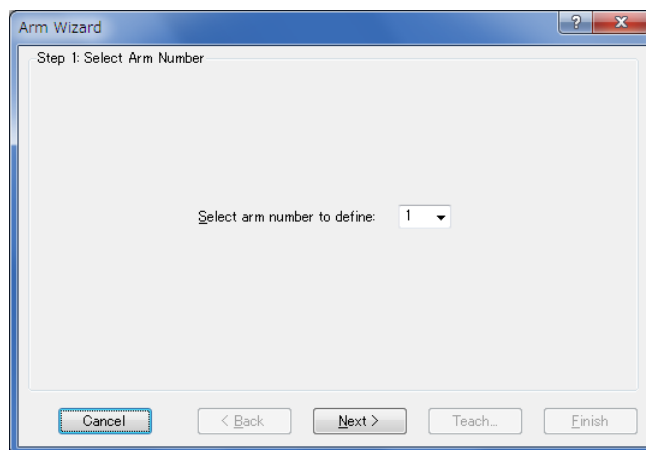 Arm Wizard
Step 1: Select Arm Number
Select arm number to define: 1
Cancel < Back Next > Teach... Finish